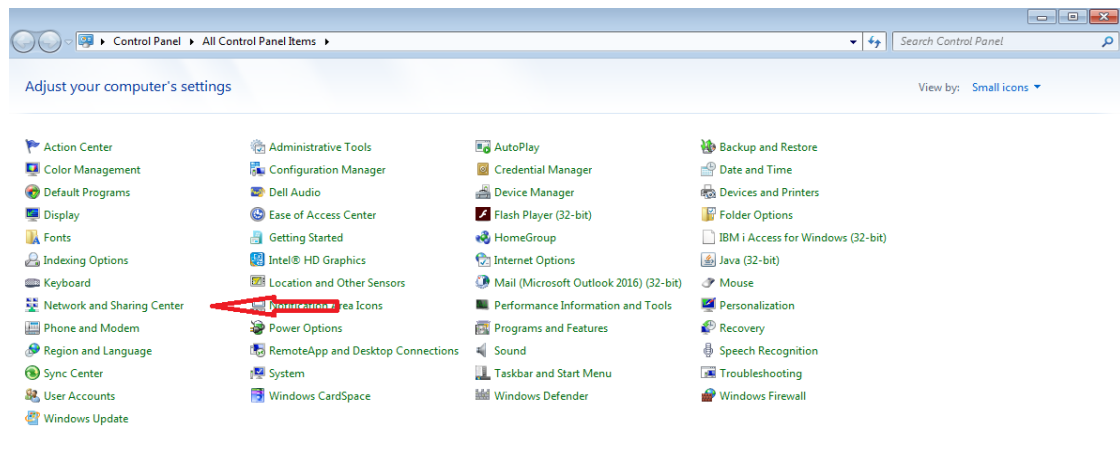 Control Panel All Control Panel Items Search Control Panel
Adjust your computer's settings View by: Small icons
Action Center Administrative Tools AutoPlay Backup and Restore
Color Management Configuration Manager Credential Manager Date and Time
Default Programs Dell Audio Device Manager Devices and Printers
Display Ease of Access Center Flash Player (32-bit) Folder Options
Fonts Getting Started HomeGroup IBM i Access for Windows (32-bit)
Indexing Options Intel® HD Graphics Internet Options Java (32-bit)
Keyboard Location and Other Sensors Mail (Microsoft Outlook 2016) (32-bit) Mouse
Network and Sharing Center Notification Area Icons Performance Information and Tools Personalization
Phone and Modem Power Options Programs and Features Recovery
Region and Language RemoteApp and Desktop Connections Sound Speech Recognition
Sync Center System Taskbar and Start Menu Troubleshooting
User Accounts Windows CardSpace Windows Defender Windows Firewall
Windows Update